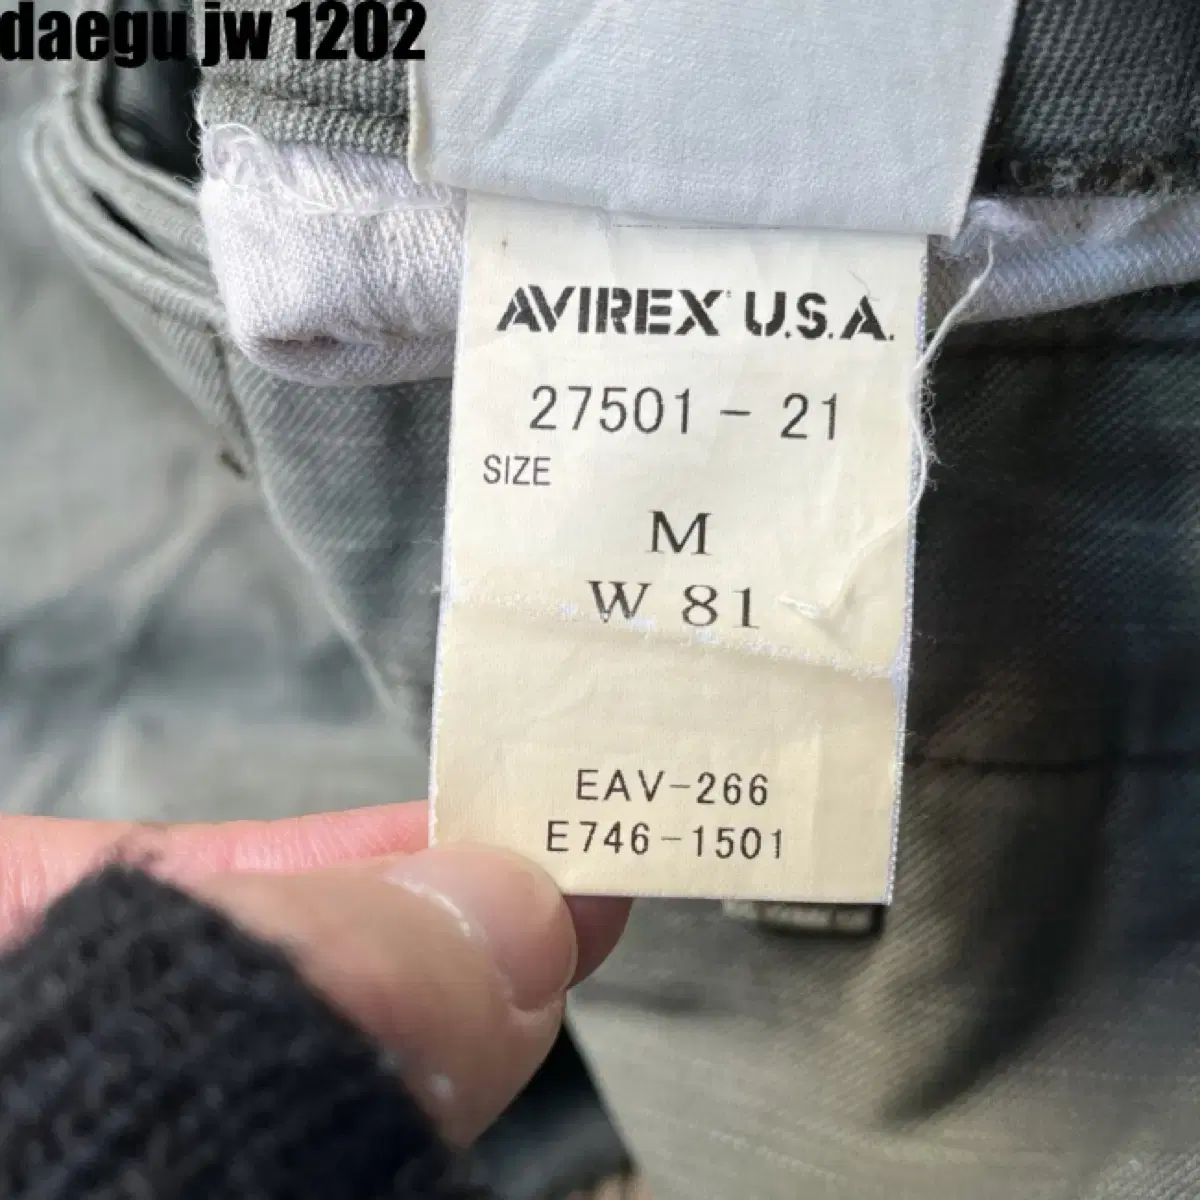 daegu jw 1202
AVIREX U.S.A.
27501 - 21
SIZE
M
W 81
EAV-266
E746-1501